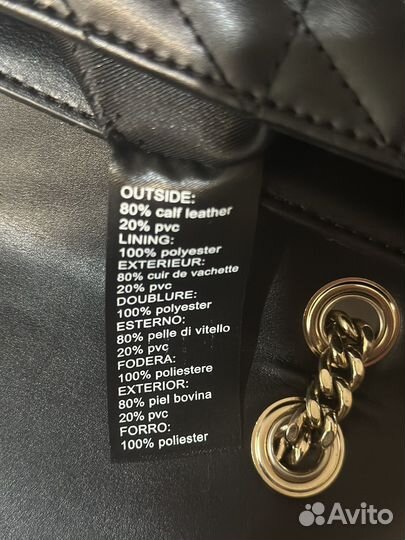 OUTSIDE:
80% calf leather
20% pvc
LINING:
100% polyester
EXTERIEUR:
80% cuir de vachette
20% pvc
DOUBLURE:
100% polyester
ESTERNO:
80% pelle di vitello
20% pvc
FODERA:
100% poliestere
EXTERIOR:
80% piel bovina
20% pvc
FORRO:
100% poliester
Avito